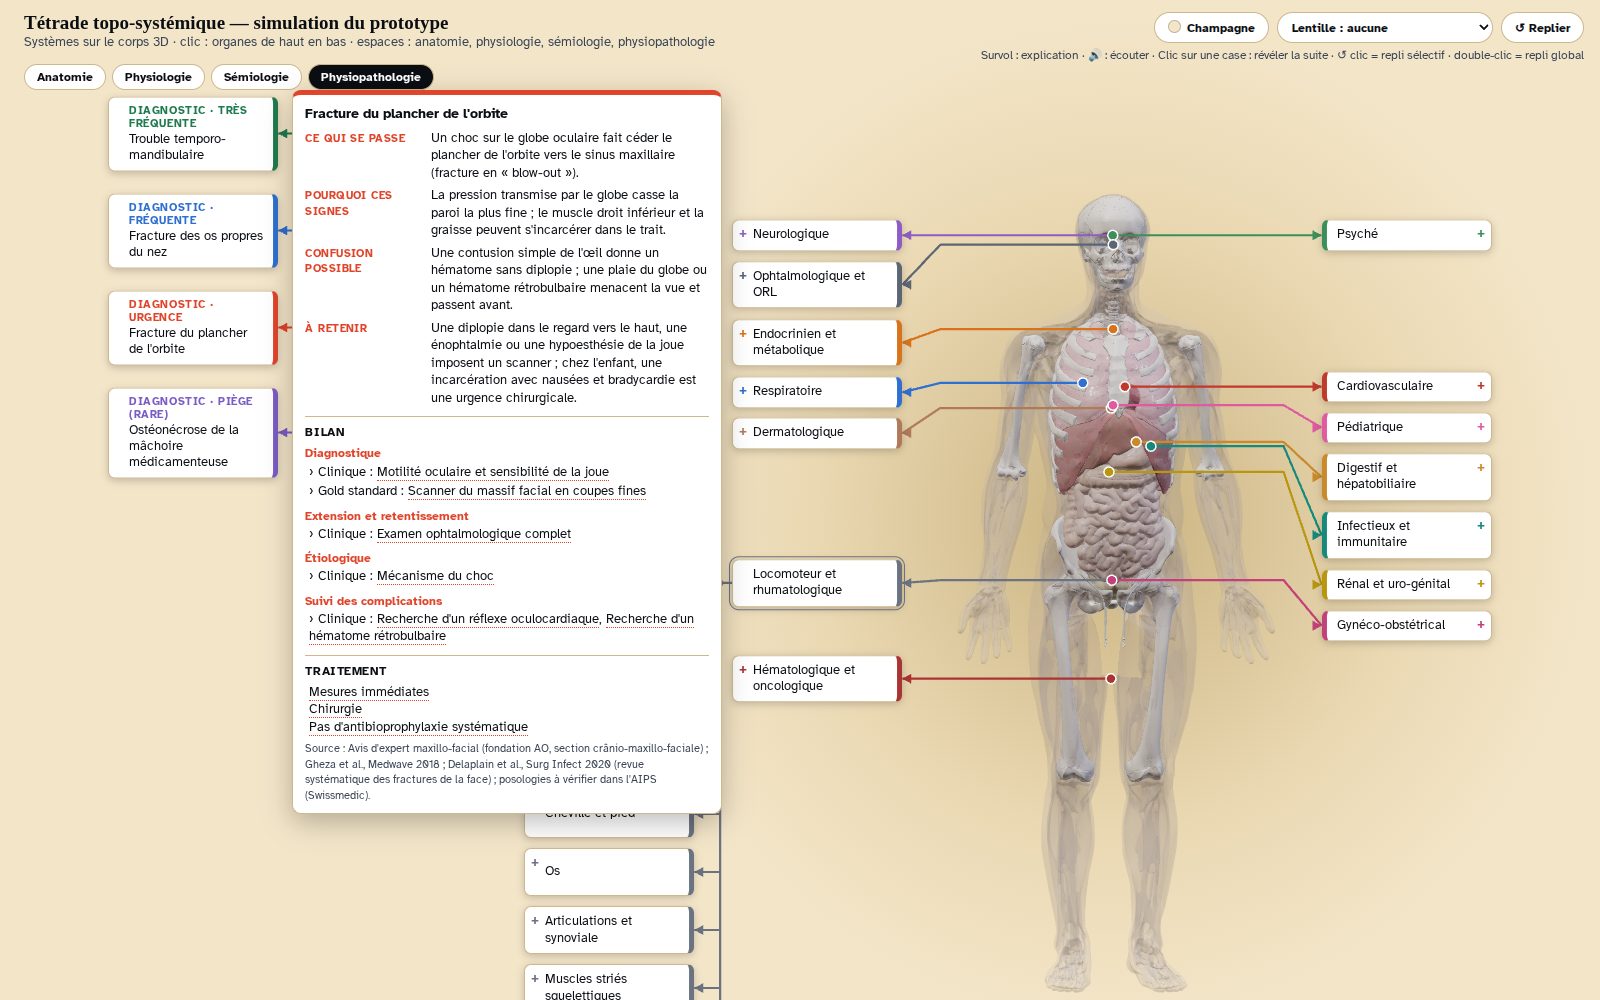 Tétrade topo-systémique — simulation du prototype
Systèmes sur le corps 3D · clic : organes de haut en bas · espaces : anatomie, physiologie, sémiologie, physiopathologie
Champagne
Lentille : aucune
↺ Replier
Survol : explication · 🔊 : écouter · Clic sur une case : révéler la suite · ↺ clic = repli sélectif · double-clic = repli global
Anatomie
Physiologie
Sémiologie
Physiopathologie
DIAGNOSTIC · TRÈS
FRÉQUENTE
Trouble temporo-
mandibulaire
DIAGNOSTIC ·
FRÉQUENTE
Fracture des os propres
du nez
DIAGNOSTIC ·
URGENCE
Fracture du plancher
de l'orbite
DIAGNOSTIC · PIÈGE
(RARE)
Ostéonécrose de la
mâchoire
médicamenteuse
Fracture du plancher de l'orbite
CE QUI SE PASSE
Un choc sur le globe oculaire fait céder le
plancher de l'orbite vers le sinus maxillaire
(fracture en « blow-out »).
POURQUOI CES
SIGNES
La pression transmise par le globe casse la
paroi la plus fine ; le muscle droit inférieur et la
graisse peuvent s'incarcérer dans le trait.
CONFUSION
POSSIBLE
Une contusion simple de l'œil donne un
hématome sans diplopie ; une plaie du globe ou
un hématome rétrobulbaire menacent la vue et
passent avant.
À RETENIR
Une diplopie dans le regard vers le haut, une
énophtalmie ou une hypoesthésie de la joue
imposent un scanner ; chez l'enfant, une
incarcération avec nausées et bradycardie est
une urgence chirurgicale.
BILAN
Diagnostique
› Clinique : Motilité oculaire et sensibilité de la joue
› Gold standard : Scanner du massif facial en coupes fines
Extension et retentissement
› Clinique : Examen ophtalmologique complet
Étiologique
› Clinique : Mécanisme du choc
Suivi des complications
› Clinique : Recherche d'un réflexe oculocardiaque, Recherche d'un
hématome rétrobulbaire
TRAITEMENT
Mesures immédiates
Chirurgie
Pas d'antibioprophylaxie systématique
Source : Avis d'expert maxillo-facial (fondation AO, section crânio-maxillo-faciale) ;
Gheza et al., Medwave 2018 ; Delaplain et al., Surg Infect 2020 (revue
systématique des fractures de la face) ; posologies à vérifier dans l'AIPS
(Swissmedic).
Cheville et pied
+ Os
+ Articulations et
synoviale
+ Muscles striés
squelettiques
+ Neurologique
+ Ophtalmologique et
ORL
+ Endocrinien et
métabolique
+ Respiratoire
+ Dermatologique
Locomoteur et
rhumatologique
+ Hématologique et
oncologique
Psyché +
Cardiovasculaire +
Pédiatrique +
Digestif et +
hépatobiliaire
Infectieux et +
immunitaire
Rénal et uro-génital +
Gynéco-obstétrical +